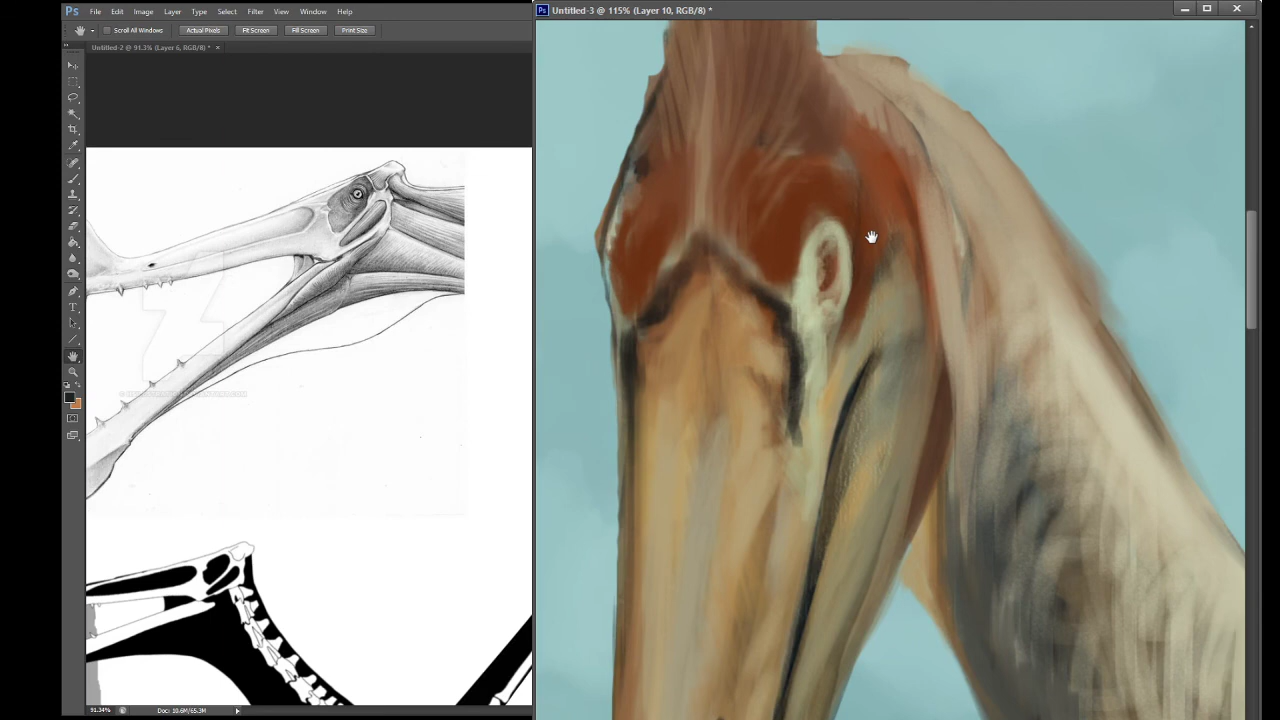 Ps File Edit Image Layer Type Select Filter View Window Help
Scroll All Windows Actual Pixels Fit Screen Fill Screen Print Size
Untitled-2 @ 91.3% (Layer 6, RGB/8) * ×
Ps Untitled-3 @ 115% (Layer 10, RGB/8) *
91.34% Doc: 10.6M/65.3M